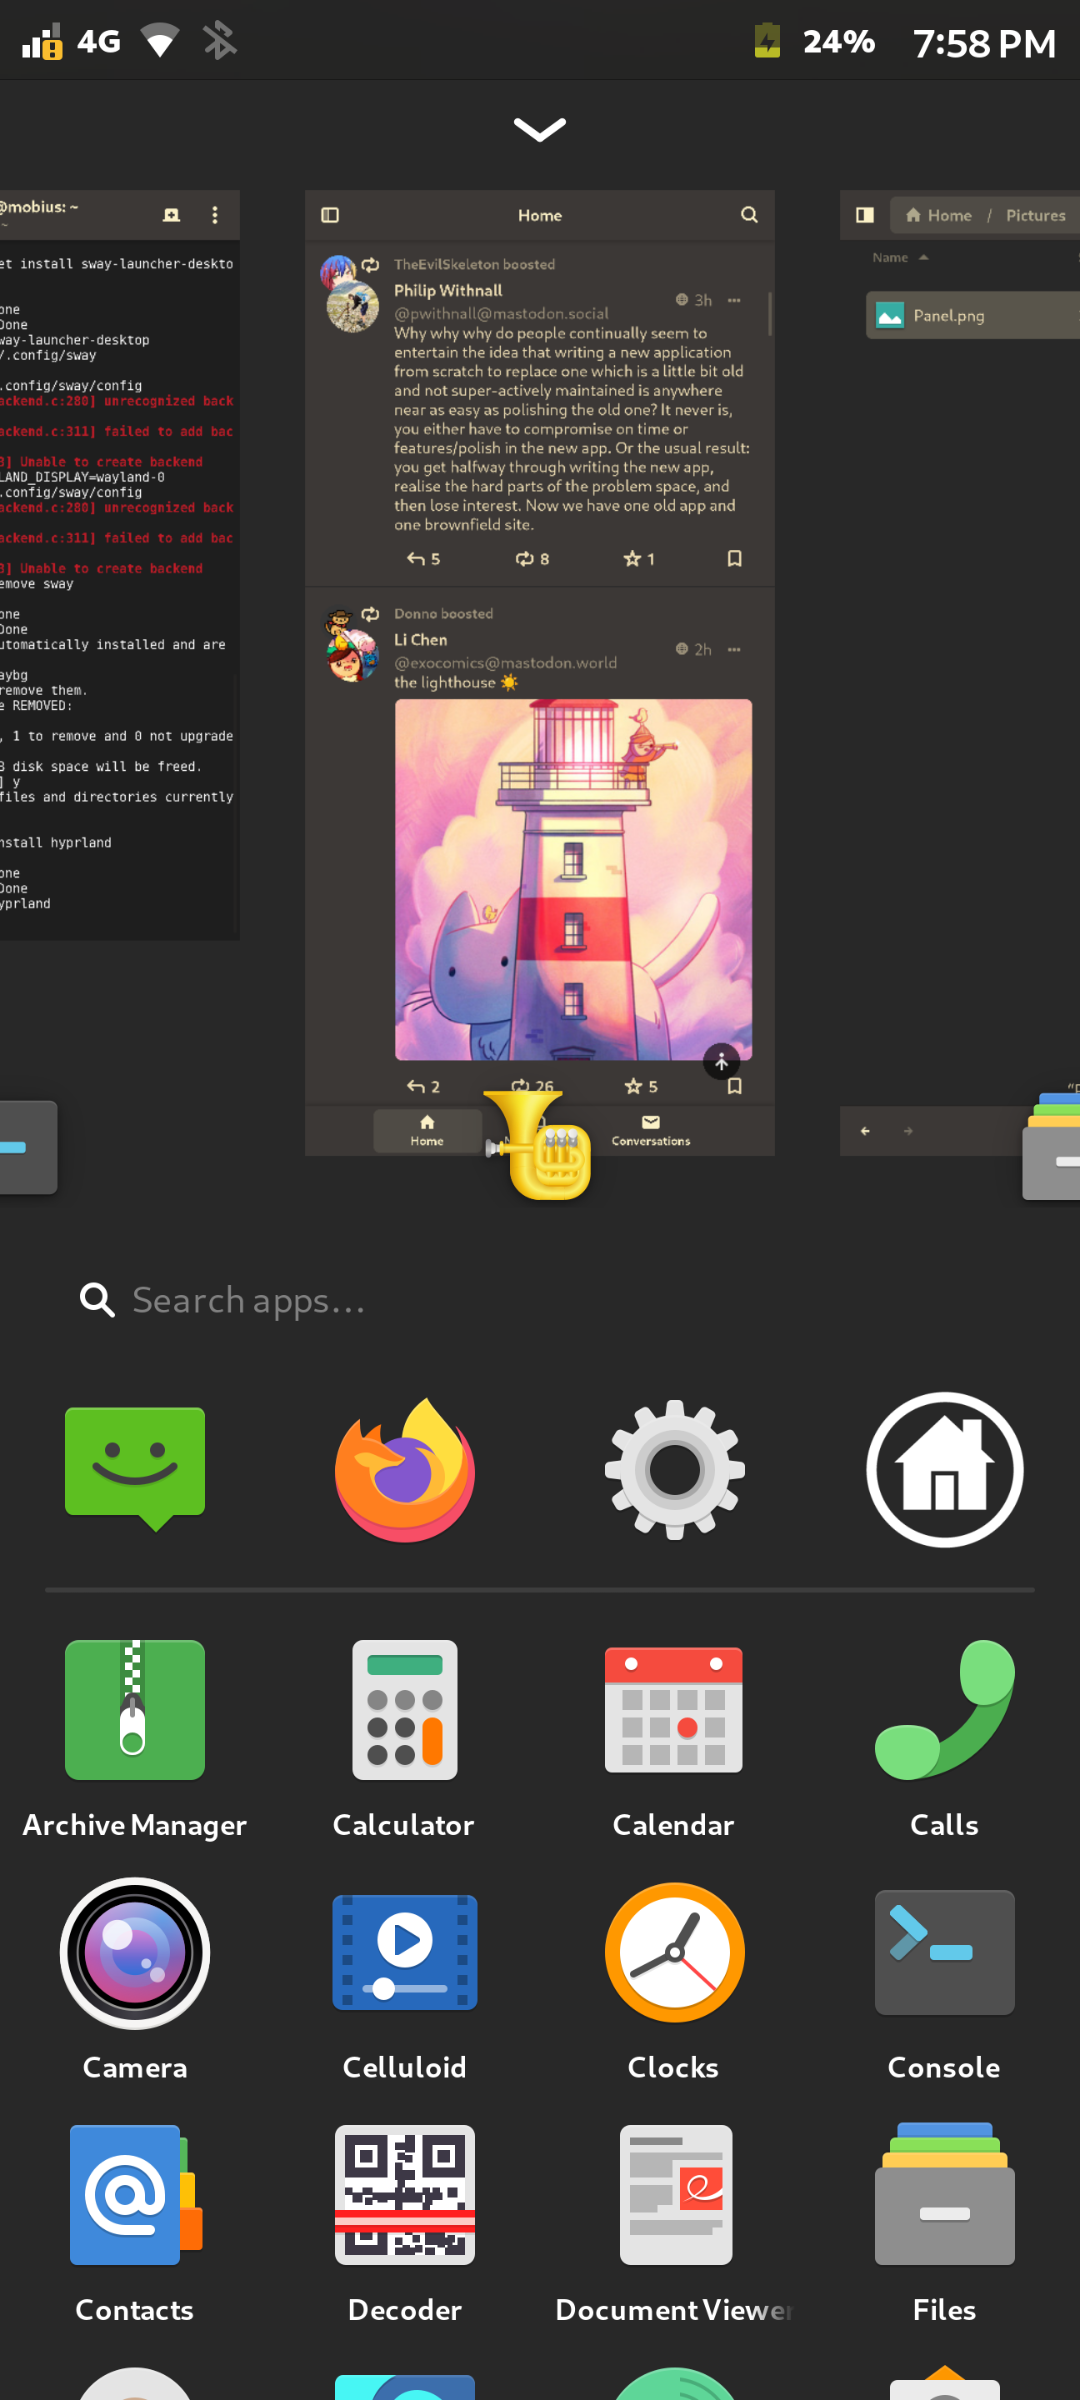 4G
24%
7:58 PM
@mobius: ~
~
et install sway-launcher-deskto
one
Done
way-launcher-desktop
/.config/sway
.config/sway/config
ackend.c:280] unrecognized back
ackend.c:311] failed to add bac
3] Unable to create backend
LAND_DISPLAY=wayland-0
.config/sway/config
ackend.c:280] unrecognized back
ackend.c:311] failed to add bac
3] Unable to create backend
emove sway
one
Done
utomatically installed and are
aybg
remove them.
e REMOVED:
, 1 to remove and 0 not upgrade
B disk space will be freed.
] y
files and directories currently
nstall hyprland
one
Done
yprland
Home
TheEvilSkeleton boosted
Philip Withnall
3h
@pwithnall@mastodon.social
Why why why do people continually seem to
entertain the idea that writing a new application
from scratch to replace one which is a little bit old
and not super-actively maintained is anywhere
near as easy as polishing the old one? It never is,
you either have to compromise on time or
features/polish in the new app. Or the usual result:
you get halfway through writing the new app,
realise the hard parts of the problem space, and
then lose interest. Now we have one old app and
one brownfield site.
5 8 1
Donno boosted
Li Chen
2h
@exocomics@mastodon.world
the lighthouse ☀️
2 26 5
Home
Conversations
Home / Pictures
Name
Panel.png
Search apps...
Archive Manager
Calculator
Calendar
Calls
Camera
Celluloid
Clocks
Console
Contacts
Decoder
Document Viewer
Files